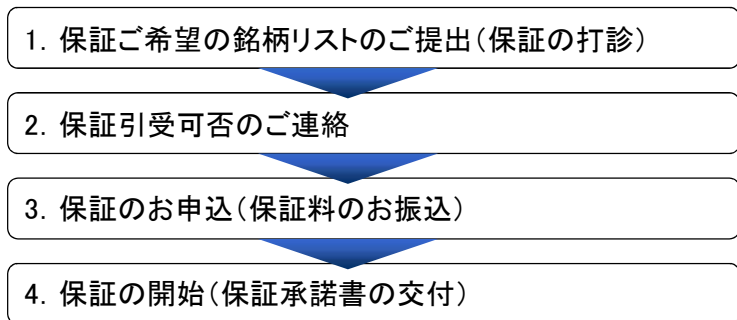 1. 保証ご希望の銘柄リストのご提出（保証の打診）
2. 保証引受可否のご連絡
3. 保証のお申込（保証料のお振込）
4. 保証の開始（保証承諾書の交付）